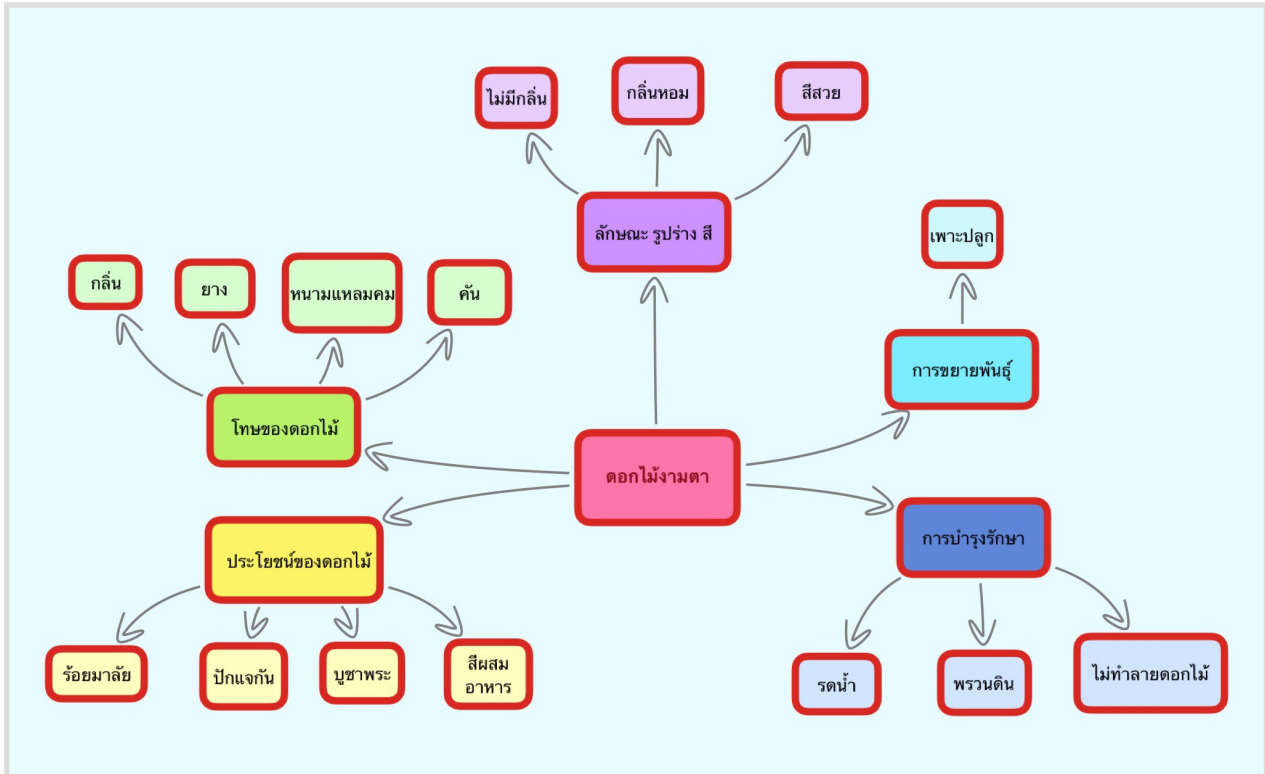 ไม่มีกลิ่น
กลิ่นหอม
สีสวย
ลักษณะ รูปร่าง สี
เพาะปลูก
กลิ่น
ยาง
หนามแหลมคม
คัน
การขยายพันธุ์
โทษของดอกไม้
ดอกไม้งามตา
การบำรุงรักษา
ประโยชน์ของดอกไม้
ร้อยมาลัย
ปักแจกัน
บูชาพระ
สีผสม
อาหาร
รดน้ำ
พรวนดิน
ไม่ทำลายดอกไม้